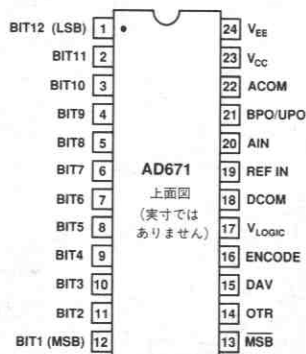 BIT12 (LSB) 1
BIT11 2
BIT10 3
BIT9 4
BIT8 5
BIT7 6
BIT6 7
BIT5 8
BIT4 9
BIT3 10
BIT2 11
BIT1 (MSB) 12
AD671
上面図
(実寸では
ありません)
24 VEE
23 VCC
22 ACOM
21 BPO/UPO
20 AIN
19 REF IN
18 DCOM
17 VLOGIC
16 ENCODE
15 DAV
14 OTR
13 M̅S̅B̅